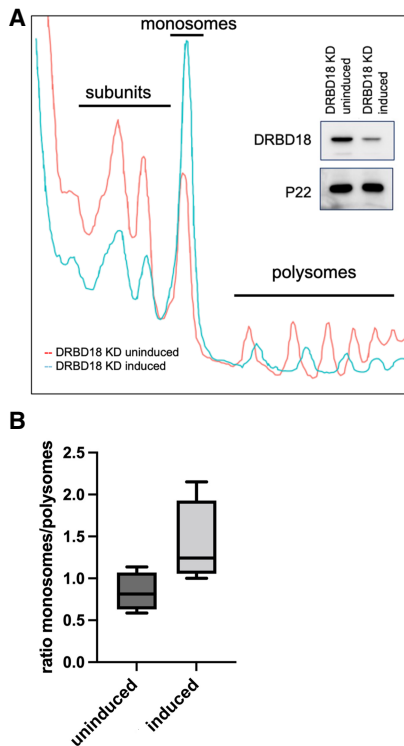 A
monosomes
subunits
DRBD18 KD
uninduced
DRBD18 KD
induced
DRBD18
P22
polysomes
DRBD18 KD uninduced
DRBD18 KD induced
B
ratio monosomes/polysomes
2.5
2.0
1.5
1.0
0.5
0.0
uninduced
induced